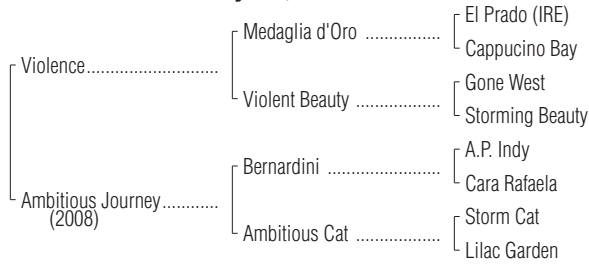 El Prado (IRE)
Medaglia d'Oro ................
Cappucino Bay
Violence............................
Gone West
Violent Beauty ..................
Storming Beauty
A.P. Indy
Bernardini .......................
Cara Rafaela
Ambitious Journey............
(2008)
Storm Cat
Ambitious Cat ..................
Lilac Garden